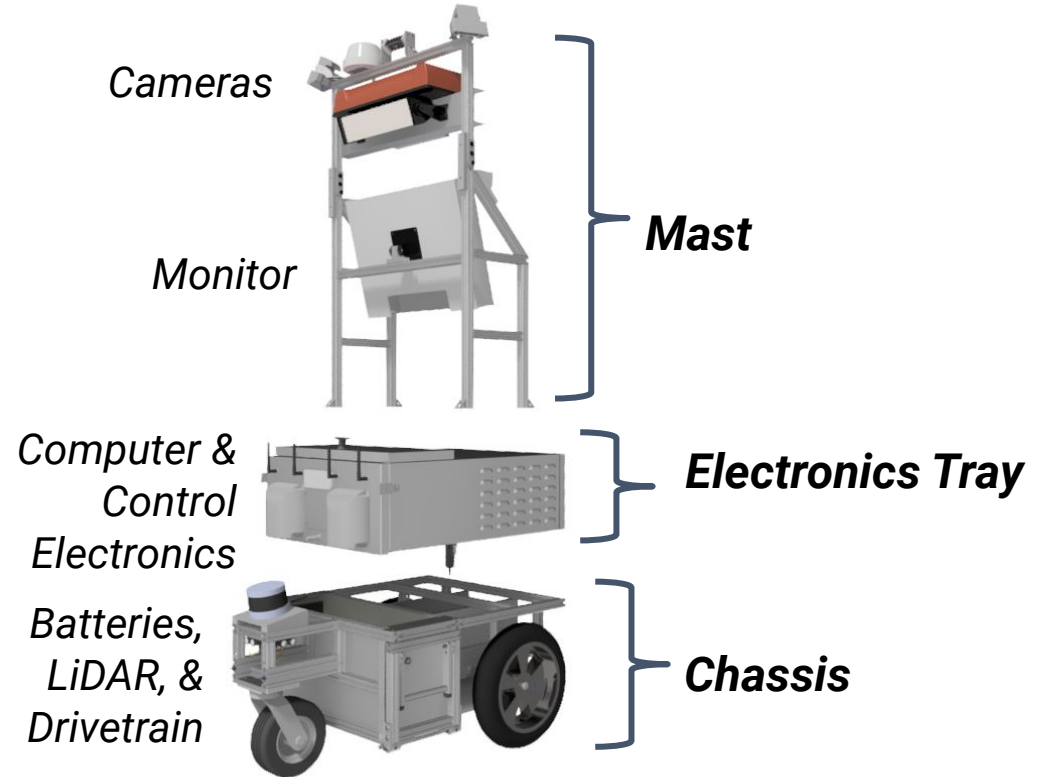 Cameras
Monitor
Mast
Computer &
Control
Electronics
Electronics Tray
Batteries,
LiDAR, &
Drivetrain
Chassis